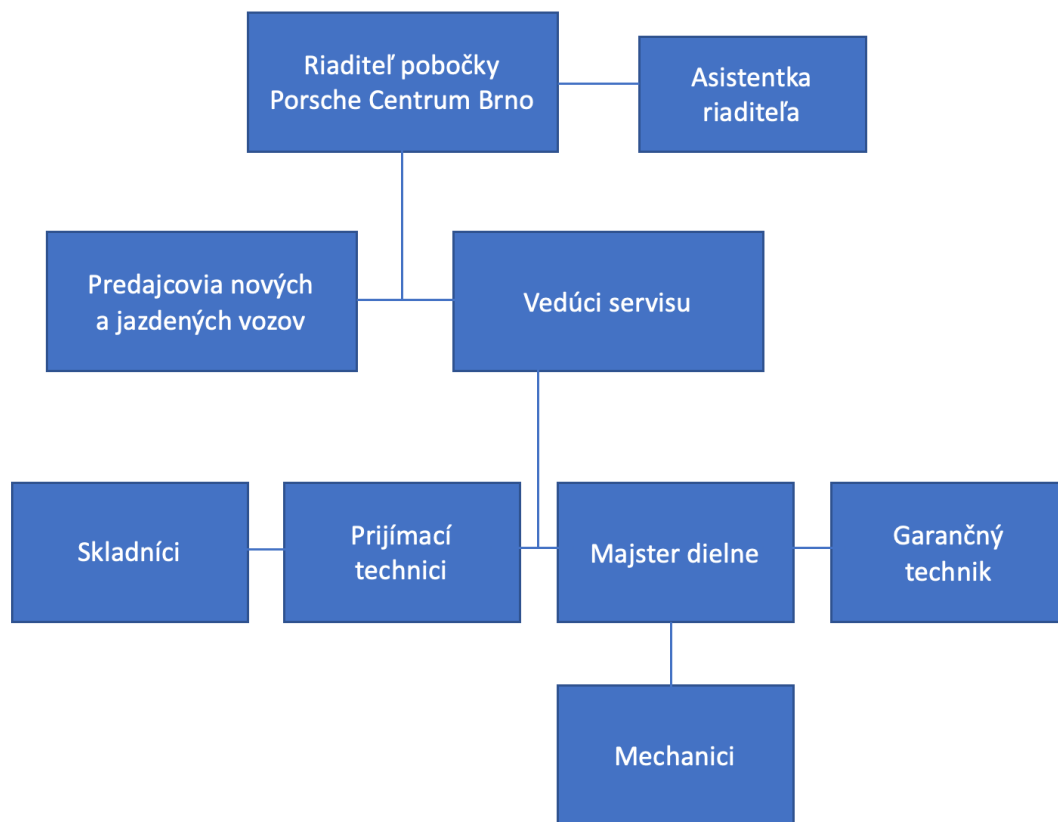 Riaditeľ pobočky
Porsche Centrum Brno
Asistentka
riaditeľa
Predajcovia nových
a jazdených vozov
Vedúci servisu
Skladníci
Prijímací
technici
Majster dielne
Garančný
technik
Mechanici